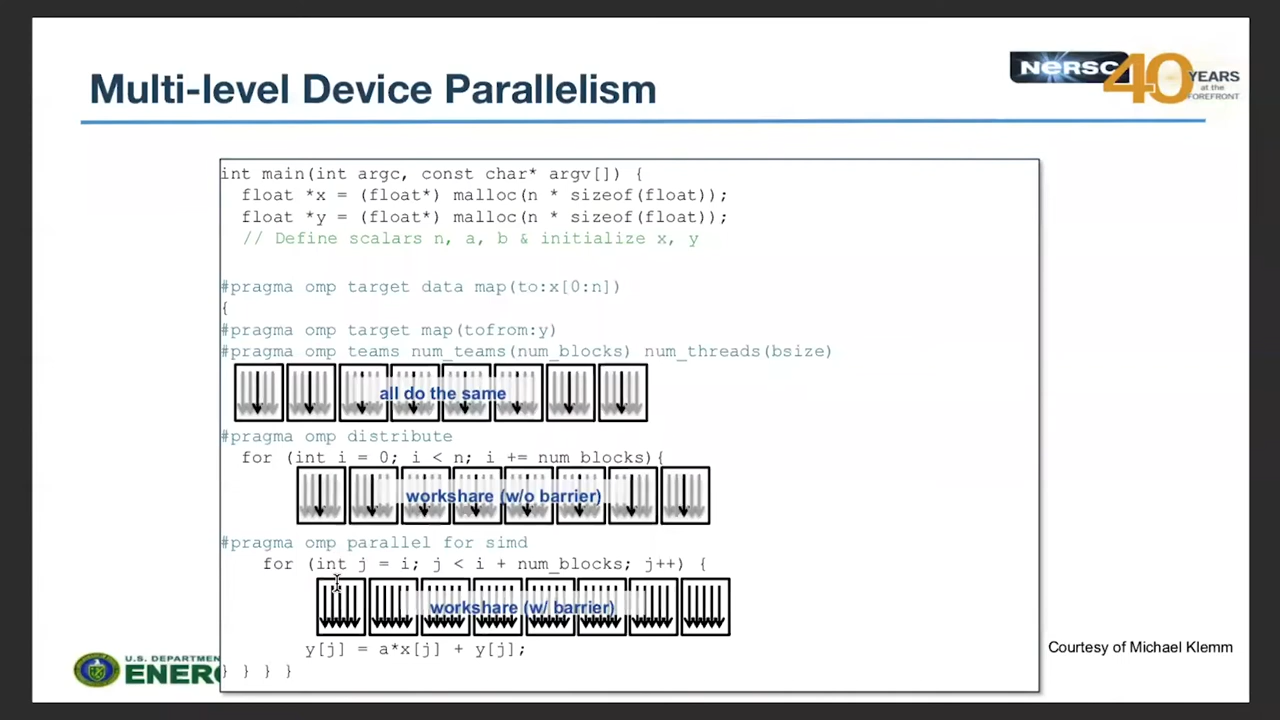 Multi-level Device Parallelism
NERSC 40 YEARS at the FOREFRONT
int main(int argc, const char* argv[]) {
float *x = (float*) malloc(n * sizeof(float));
float *y = (float*) malloc(n * sizeof(float));
// Define scalars n, a, b & initialize x, y
#pragma omp target data map(to:x[0:n])
{
#pragma omp target map(tofrom:y)
#pragma omp teams num_teams(num_blocks) num_threads(bsize)
all do the same
#pragma omp distribute
for (int i = 0; i < n; i += num_blocks){
workshare (w/o barrier)
#pragma omp parallel for simd
for (int j = i; j < i + num_blocks; j++) {
workshare (w/ barrier)
y[j] = a*x[j] + y[j];
} } } }
U.S. DEPARTMEN
ENERG
Courtesy of Michael Klemm